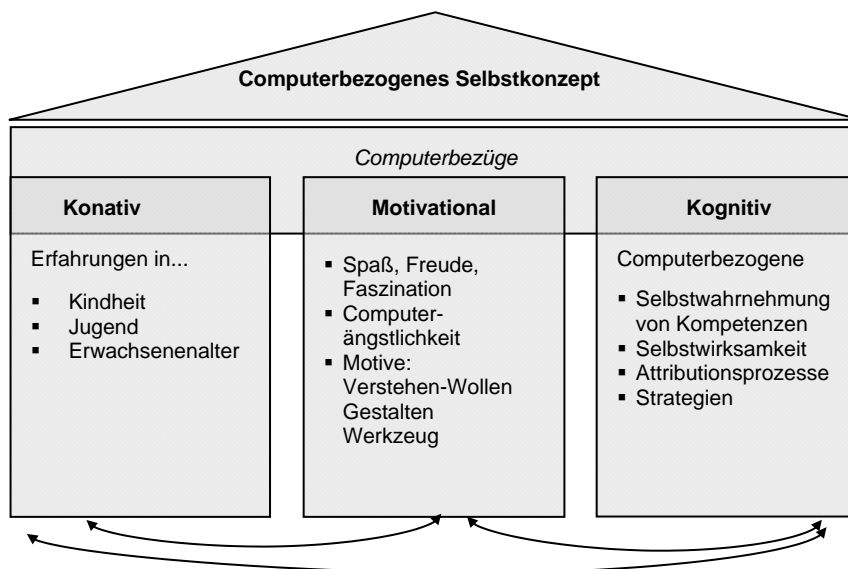 Computerbezogenes Selbstkonzept
Computerbezüge
Konativ
Erfahrungen in...
▪ Kindheit
▪ Jugend
▪ Erwachsenenalter
Motivational
▪ Spaß, Freude,
Faszination
▪ Computer-
ängstlichkeit
▪ Motive:
Verstehen-Wollen
Gestalten
Werkzeug
Kognitiv
Computerbezogene
▪ Selbstwahrnehmung
von Kompetenzen
▪ Selbstwirksamkeit
▪ Attributionsprozesse
▪ Strategien